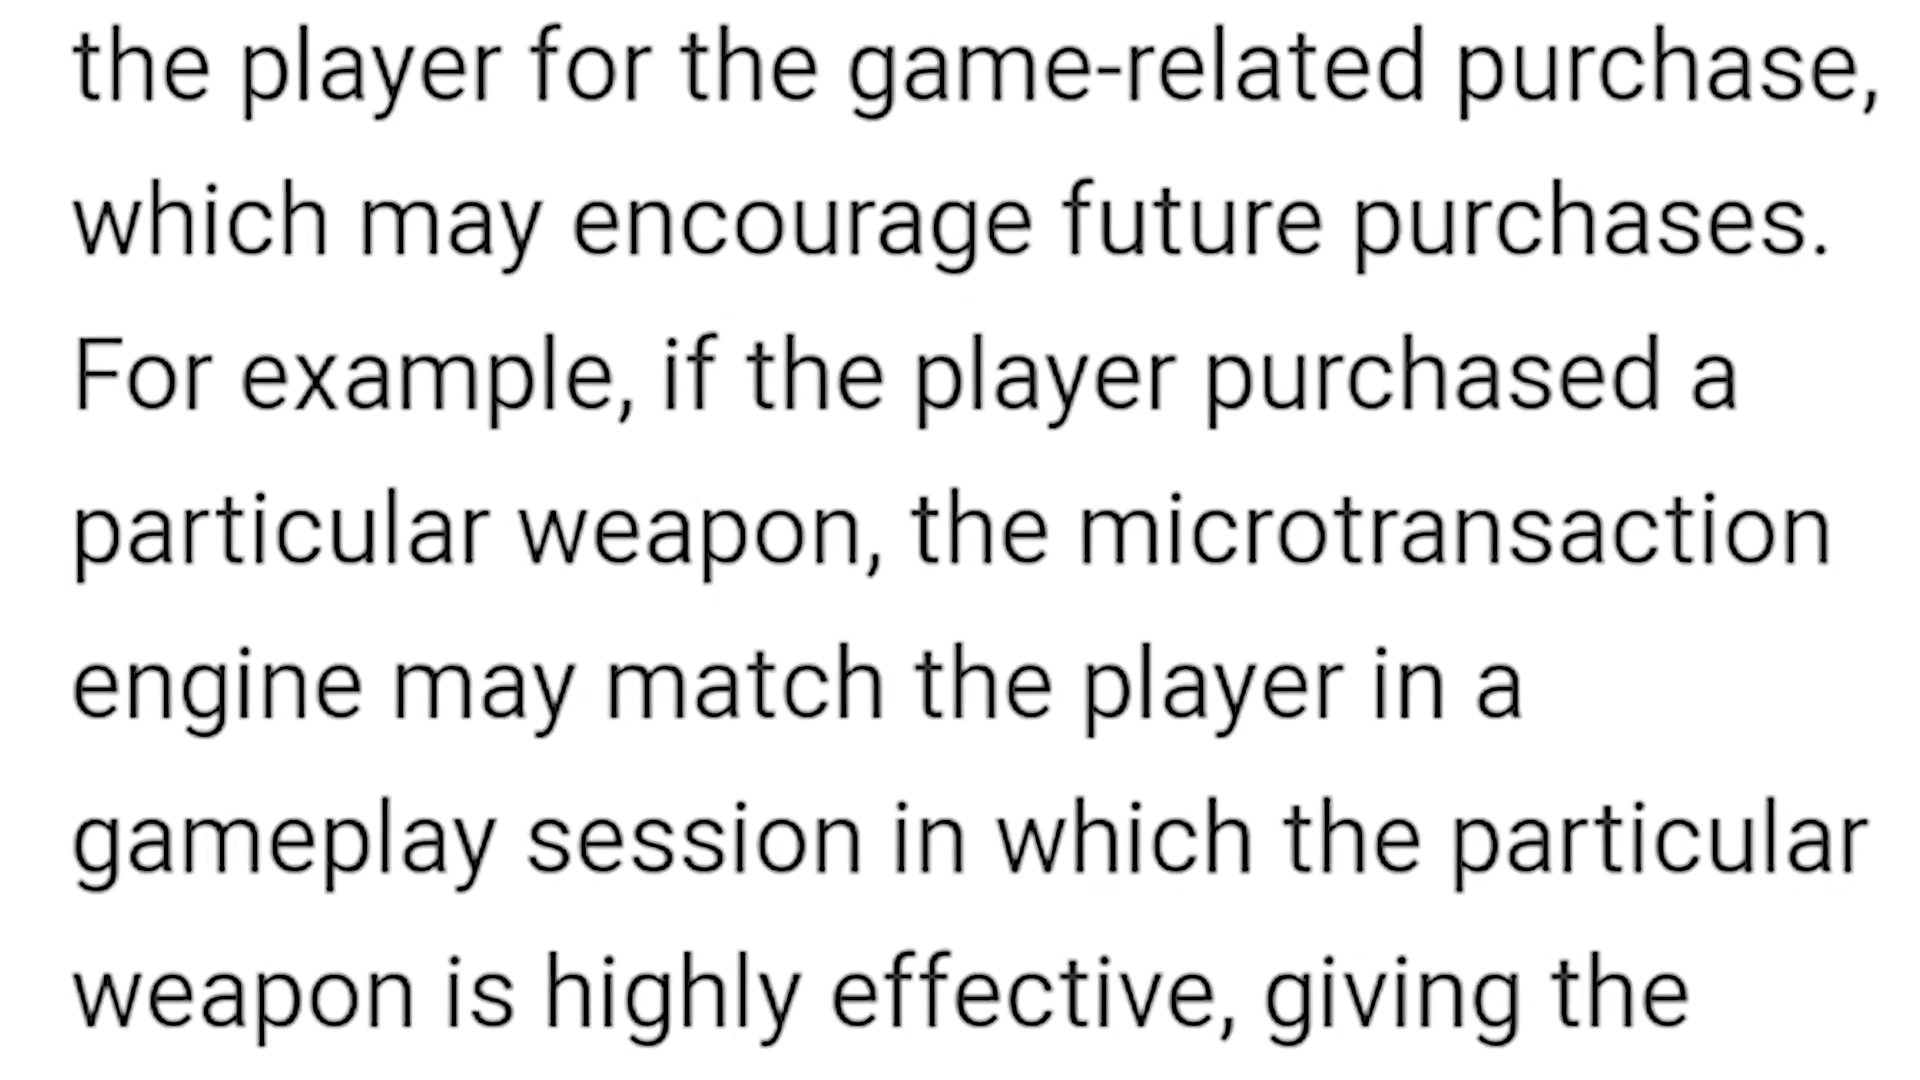 the player for the game-related purchase,
which may encourage future purchases.
For example, if the player purchased a
particular weapon, the microtransaction
engine may match the player in a
gameplay session in which the particular
weapon is highly effective, giving the